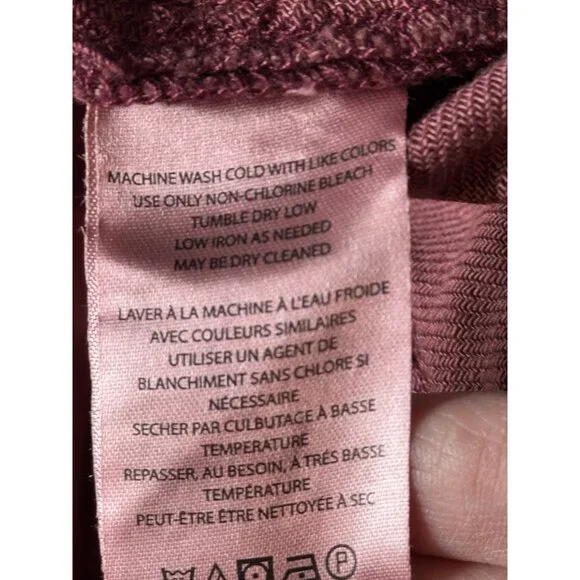 MACHINE WASH COLD WITH LIKE COLORS
USE ONLY NON-CHLORINE BLEACH
TUMBLE DRY LOW
LOW IRON AS NEEDED
MAY BE DRY CLEANED
LAVER À LA MACHINE À L'EAU FROIDE
AVEC COULEURS SIMILAIRES
UTILISER UN AGENT DE
BLANCHIMENT SANS CHLORE SI
NÉCESSAIRE
SECHER PAR CULBUTAGE À BASSE
TEMPERATURE
REPASSER, AU BESOIN, À TRÉS BASSE
TEMPÉRATURE
PEUT-ÊTRE ÊTRE NETTOYÉE À SEC
P